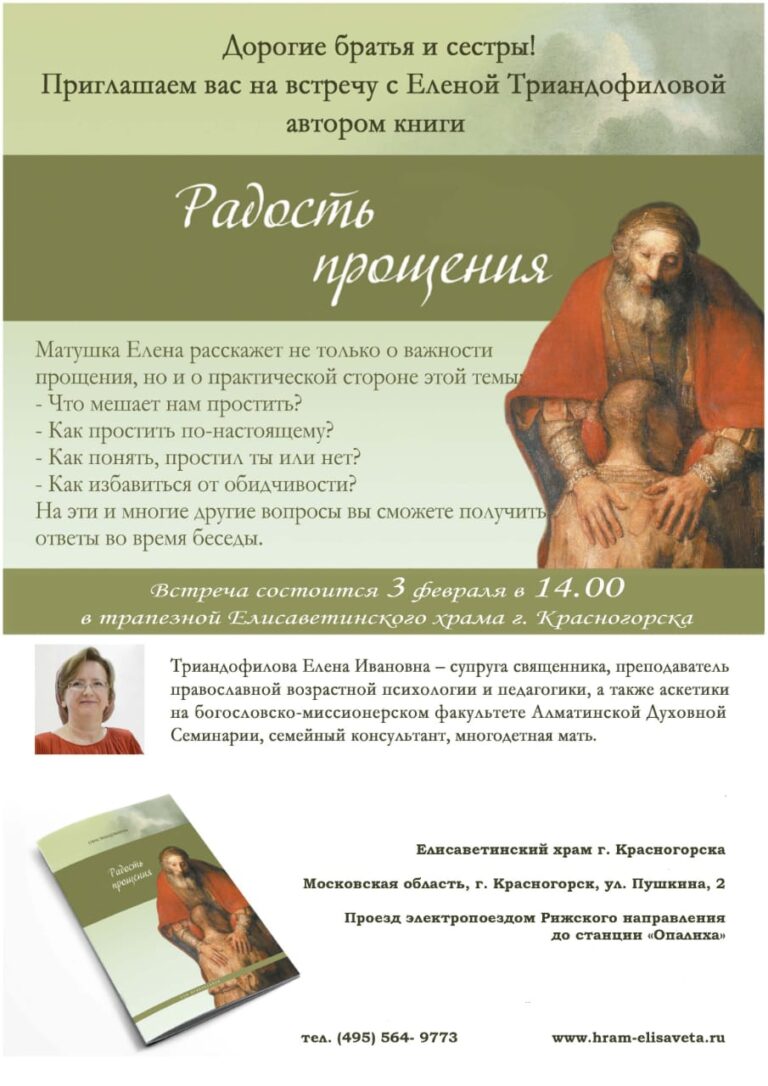 Дорогие братья и сестры!
Приглашаем вас на встречу с Еленой Триандофиловой
автором книги
Радость
прощения
Матушка Елена расскажет не только о важности
прощения, но и о практической стороне этой темы:
- Что мешает нам простить?
- Как простить по-настоящему?
- Как понять, простил ты или нет?
- Как избавиться от обидчивости?
На эти и многие другие вопросы вы сможете получить
ответы во время беседы.
Встреча состоится 3 февраля в 14.00
в трапезной Елисаветинского храма г. Красногорска
Триандофилова Елена Ивановна – супруга священника, преподаватель
православной возрастной психологии и педагогики, а также аскетики
на богословско-миссионерском факультете Алматинской Духовной
Семинарии, семейный консультант, многодетная мать.
Радость
прощения
Елисаветинский храм г. Красногорска
Московская область, г. Красногорск, ул. Пушкина, 2
Проезд электропоездом Рижского направления
до станции «Опалиха»
тел. (495) 564- 9773
www.hram-elisaveta.ru